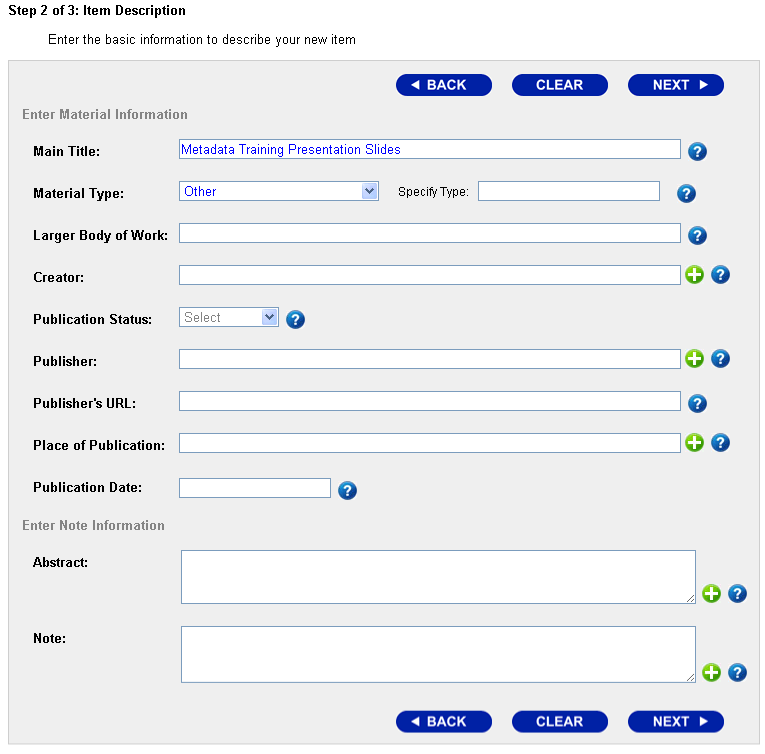 Step 2 of 3: Item Description
Enter the basic information to describe your new item
BACK CLEAR NEXT
Enter Material Information
Main Title: Metadata Training Presentation Slides ?
Material Type: Other Specify Type: ?
Larger Body of Work: ?
Creator: + ?
Publication Status: Select ?
Publisher: + ?
Publisher's URL: ?
Place of Publication: + ?
Publication Date: ?
Enter Note Information
Abstract: + ?
Note: + ?
BACK CLEAR NEXT